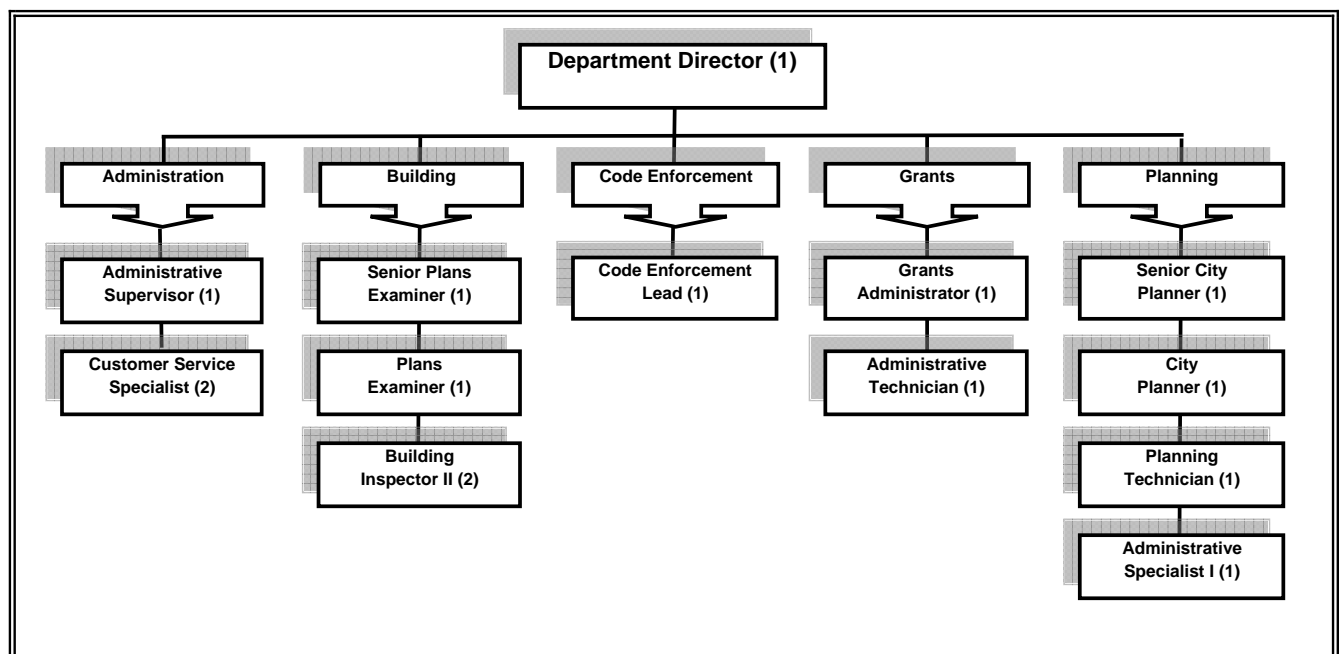 Department Director (1)
Administration
Building
Code Enforcement
Grants
Planning
Administrative
Supervisor (1)
Senior Plans
Examiner (1)
Code Enforcement
Lead (1)
Grants
Administrator (1)
Senior City
Planner (1)
Customer Service
Specialist (2)
Plans
Examiner (1)
Administrative
Technician (1)
City
Planner (1)
Building
Inspector II (2)
Planning
Technician (1)
Administrative
Specialist I (1)